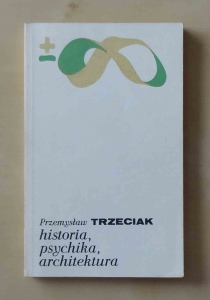 ±∞
Przemysław TRZECIAK
historia,
psychika,
architektura